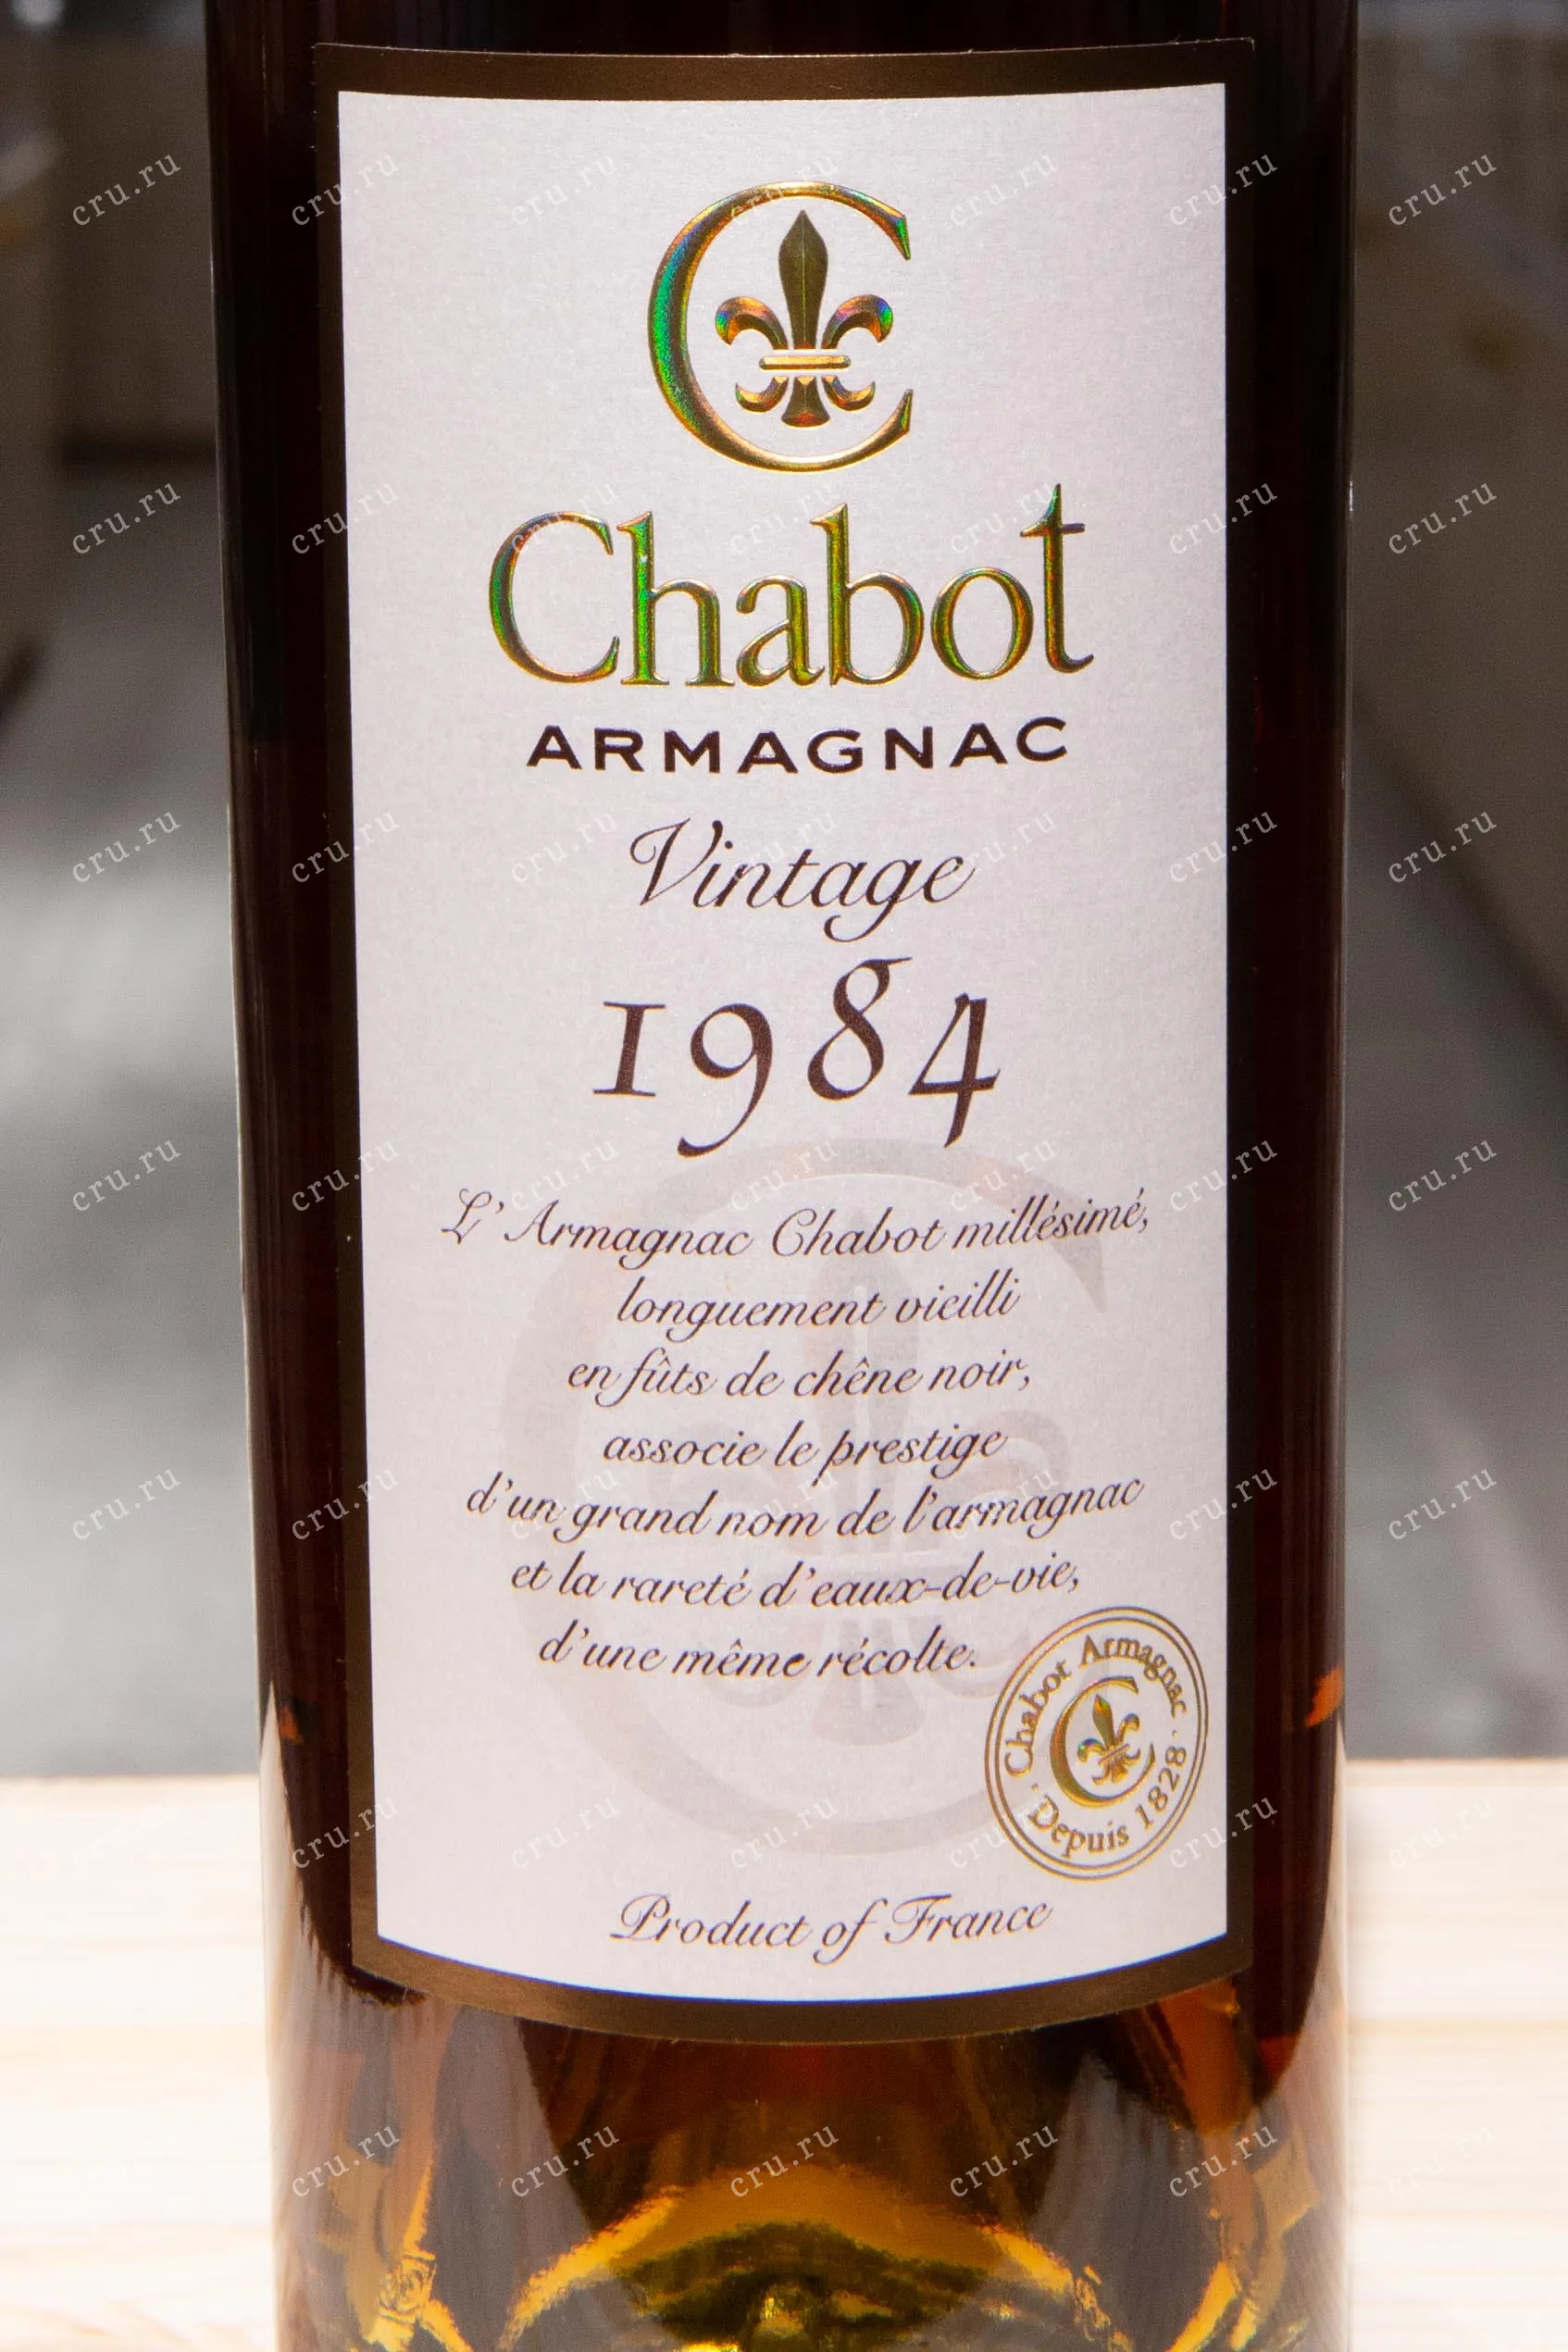 C
Chabot
ARMAGNAC
Vintage
1984
L'Armagnac Chabot millésimé,
longuement vieilli
en fûts de chêne noir,
associe le prestige
d'un grand nom de l'armagnac
et la rareté d'eaux-de-vie,
d'une même récolte.
Chabot Armagnac
C
Depuis 1828
Product of France
cru.ru